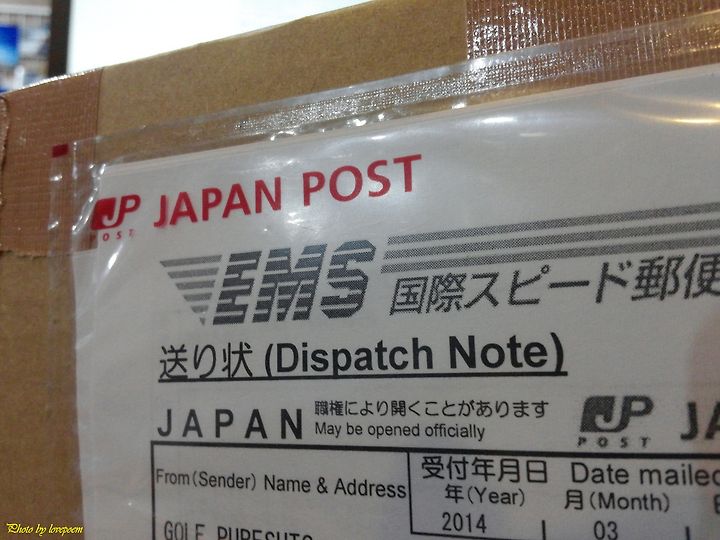 JP POST JAPAN POST
EMS 国際スピード郵便
送り状 (Dispatch Note)
JAPAN 職権により開くことがあります
May be opened officially
JP POST JA
From (Sender) Name & Address
受付年月日 Date mailed
年(Year) 月(Month)
2014 03
GOLF
Photo by lovepoem